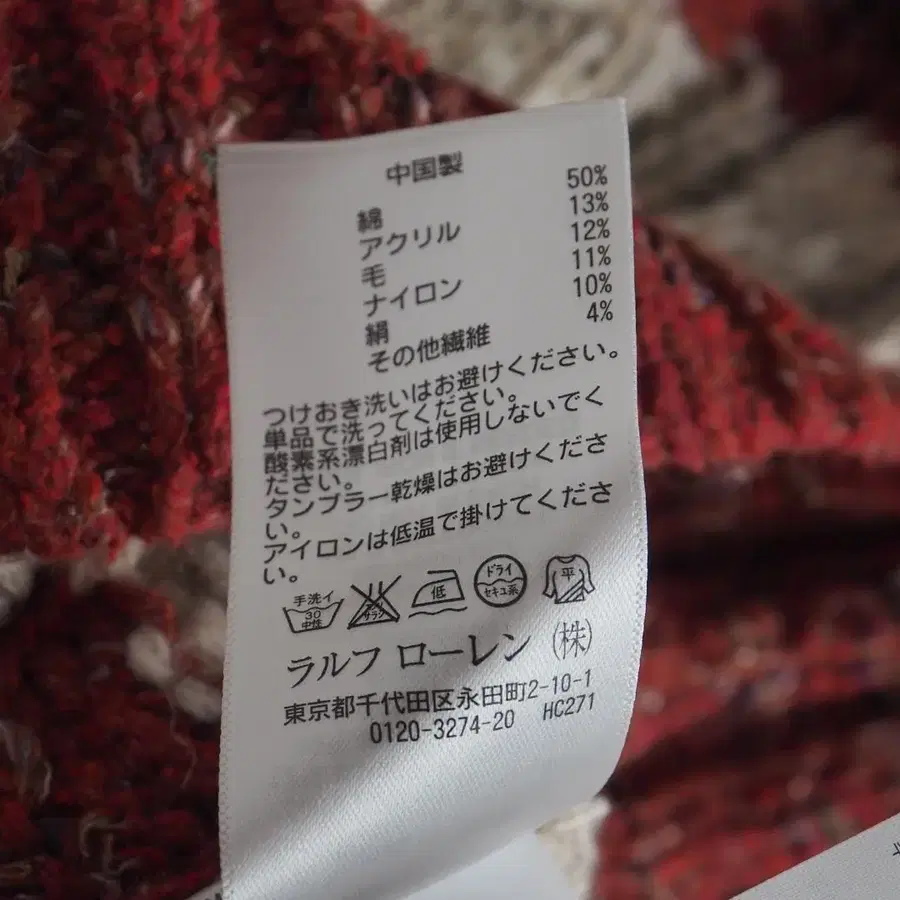 中国製
綿 50%
アクリル 13%
毛 12%
ナイロン 11%
絹 10%
その他繊維 4%
つけおき洗いはお避けください。
単品で洗ってください。
酸素系漂白剤は使用しないでく
ださい。
タンブラー乾燥はお避けくださ
い。
アイロンは低温で掛けてくださ
い。
手洗イ 30 中性
エンソサラシ
低
ドライ セキユ系
平
ラルフ ローレン (株)
東京都千代田区永田町2-10-1
0120-3274-20 HC271